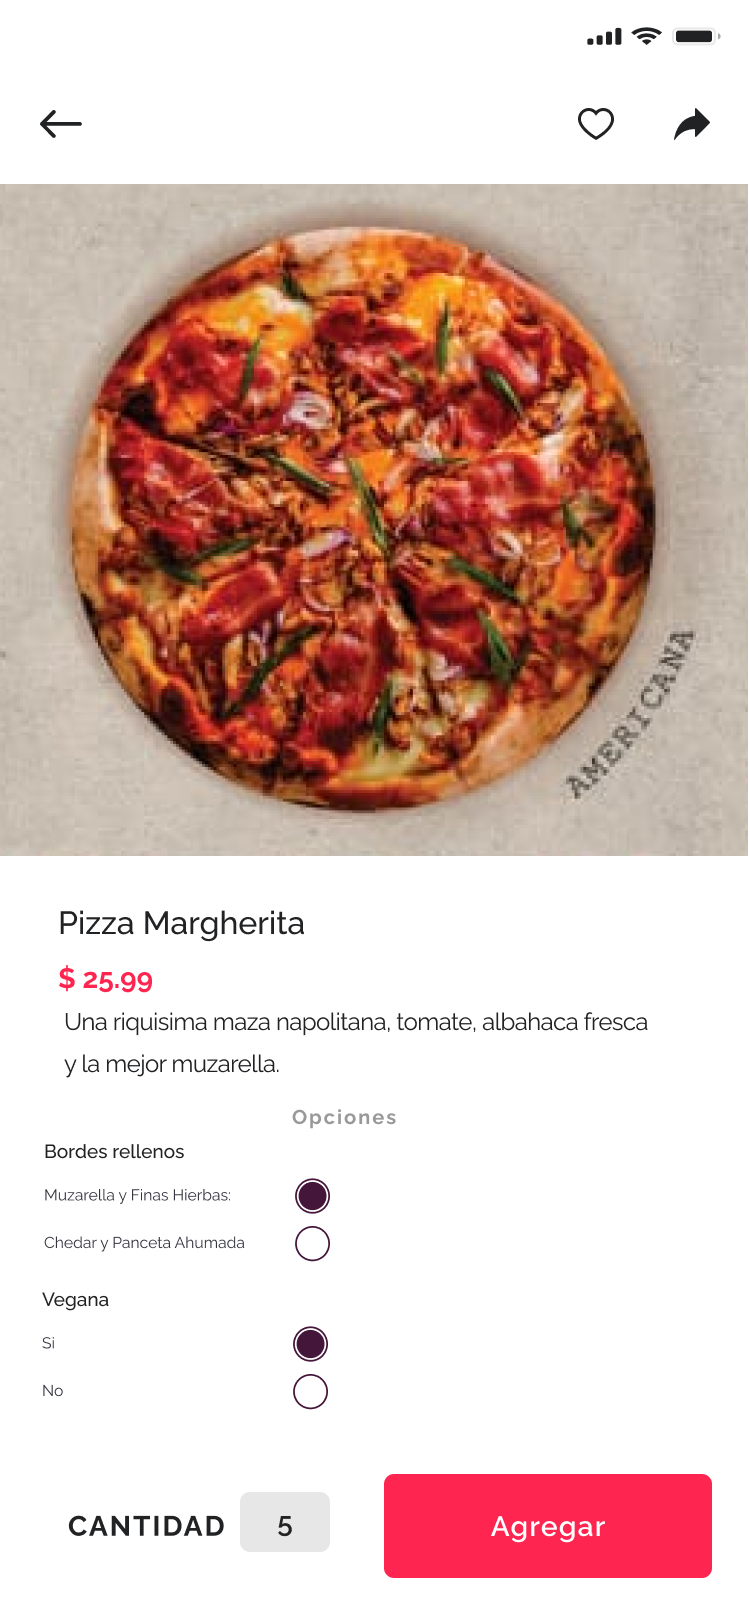 AMERICANA
Pizza Margherita
$ 25.99
Una riquisima maza napolitana, tomate, albahaca fresca
y la mejor muzarella.
Opciones
Bordes rellenos
Muzarella y Finas Hierbas:
Chedar y Panceta Ahumada
Vegana
Si
No
CANTIDAD 5
Agregar